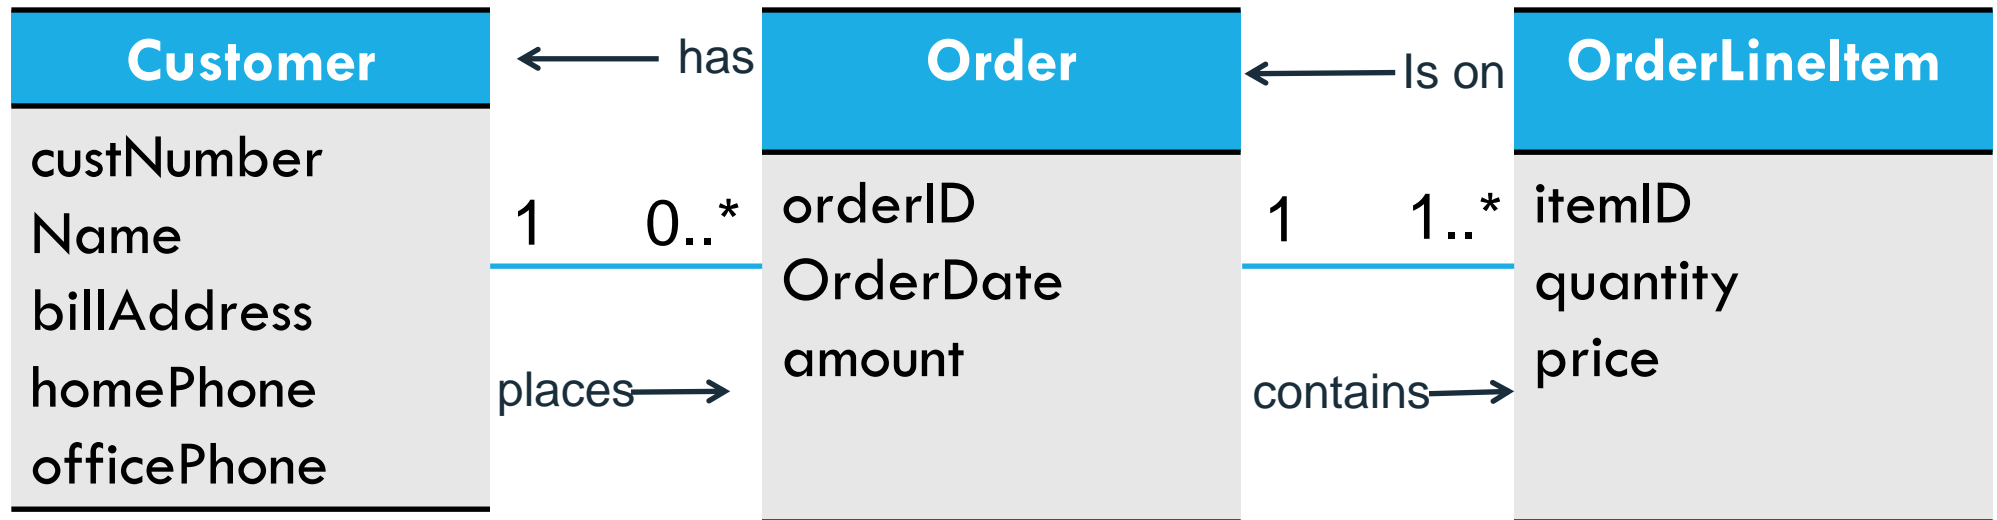 Customer
custNumber
Name
billAddress
homePhone
officePhone
has
1 0..*
places
Order
orderID
OrderDate
amount
Is on
1 1..*
contains
OrderLineItem
itemID
quantity
price